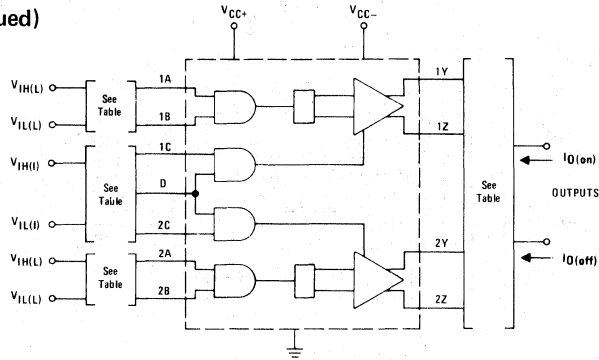 ued)
VCC+
VCC−
VIH(L)
VIL(L)
See
Table
1A
1B
1Y
1Z
VIH(I)
VIL(I)
See
Table
1C
D
2C
See
Table
IO(on)
OUTPUTS
IO(off)
VIH(L)
VIL(L)
See
Table
2A
2B
2Y
2Z